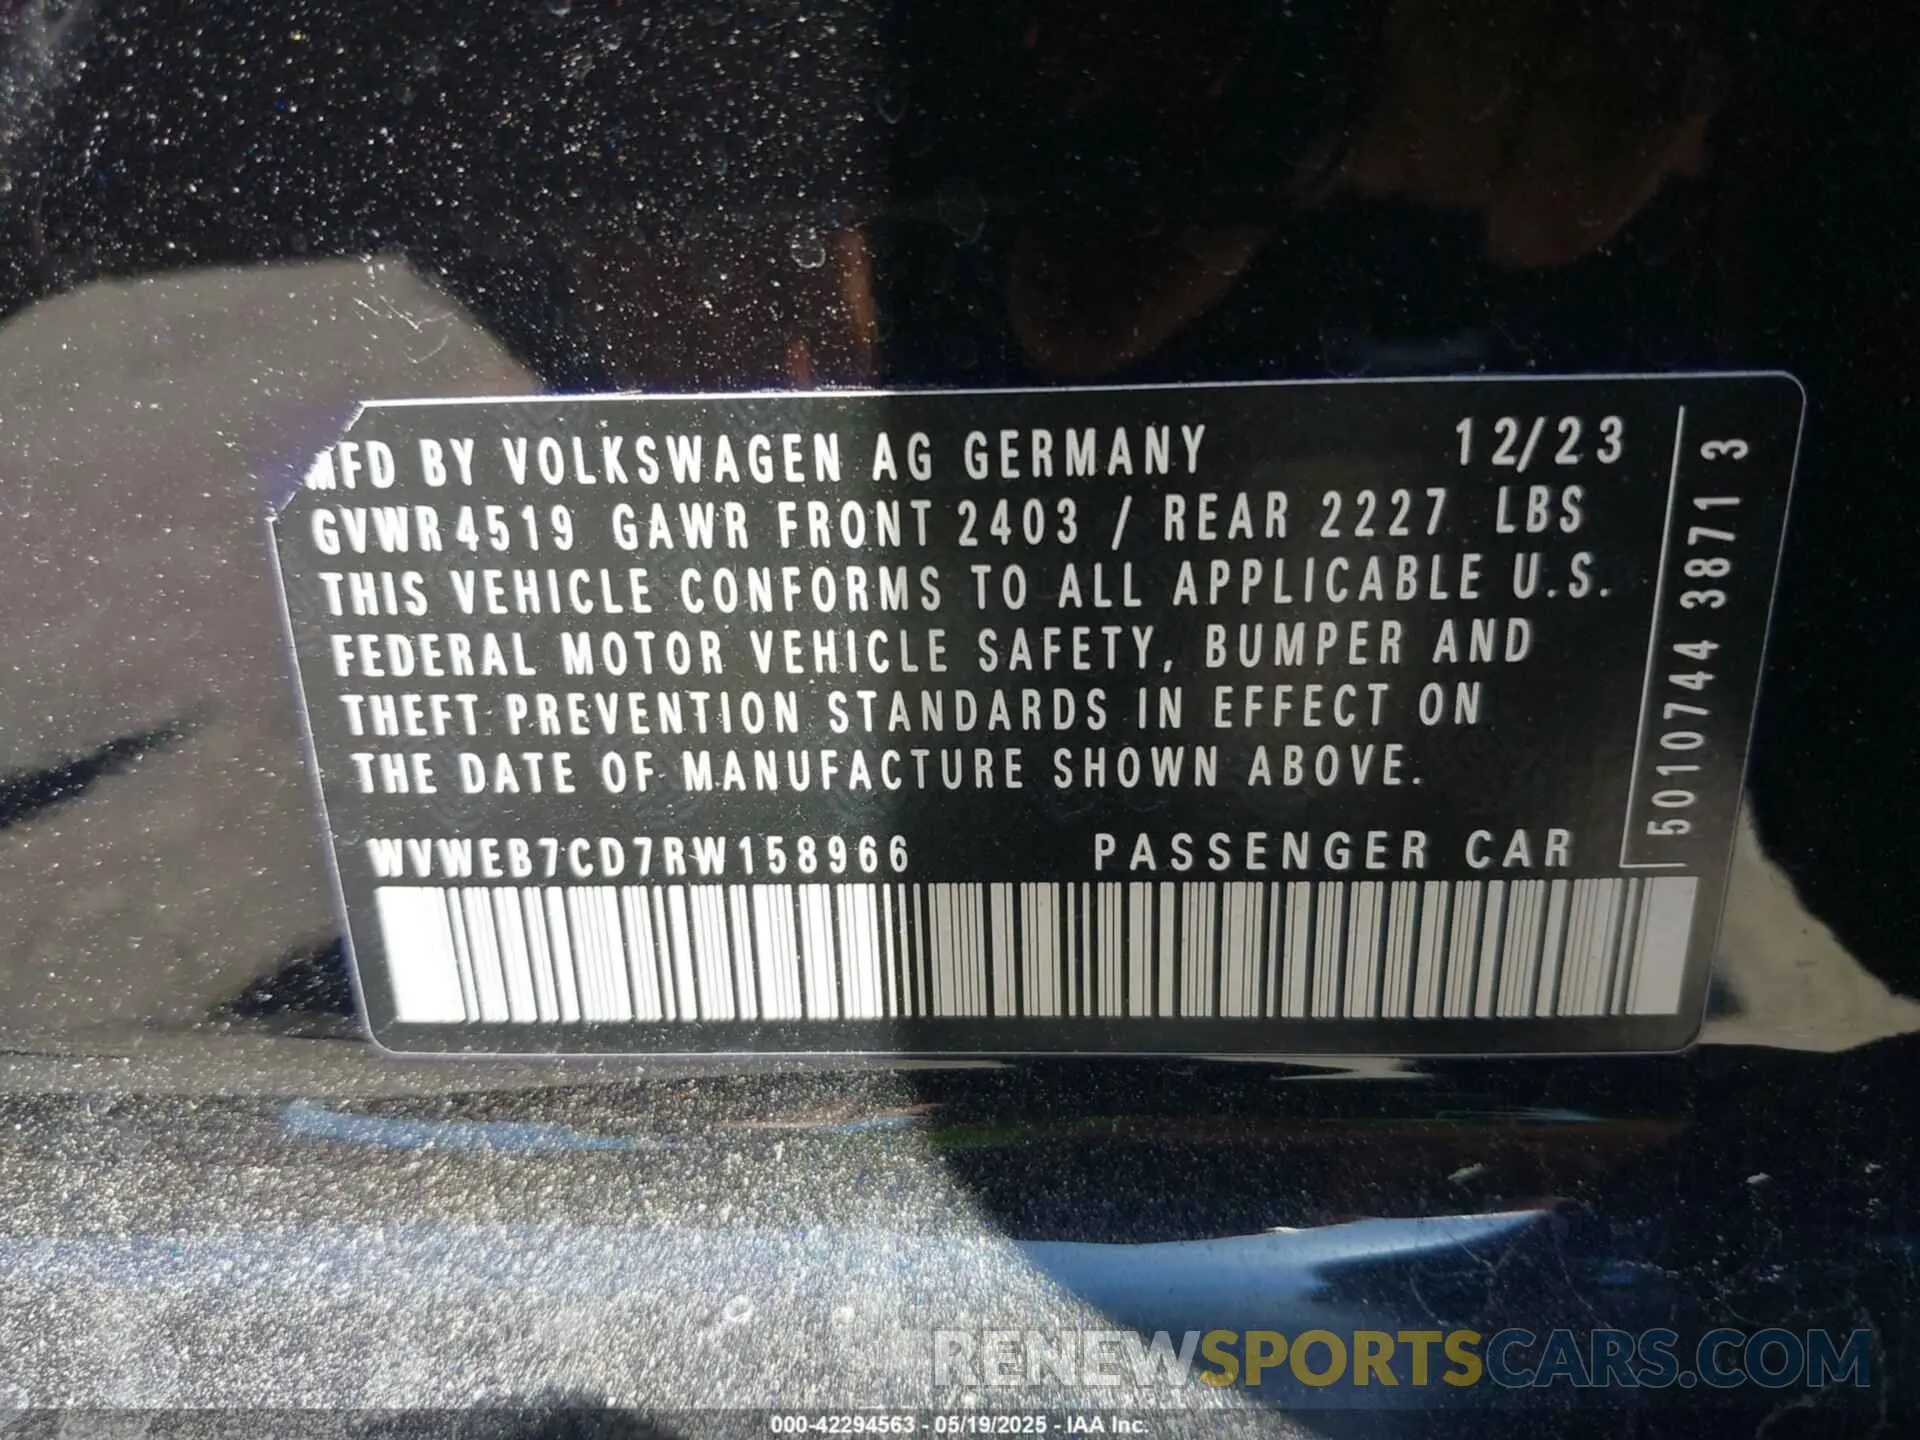 MFD BY VOLKSWAGEN AG GERMANY 12/23
GVWR 4519 GAWR FRONT 2403 / REAR 2227 LBS
THIS VEHICLE CONFORMS TO ALL APPLICABLE U.S.
FEDERAL MOTOR VEHICLE SAFETY, BUMPER AND
THEFT PREVENTION STANDARDS IN EFFECT ON
THE DATE OF MANUFACTURE SHOWN ABOVE.
WVWEB7CD7RW158966 PASSENGER CAR
5010744 3871 3
RENEWSPORTSCARS.COM
000-42294563 - 05/19/2025 - IAA Inc.